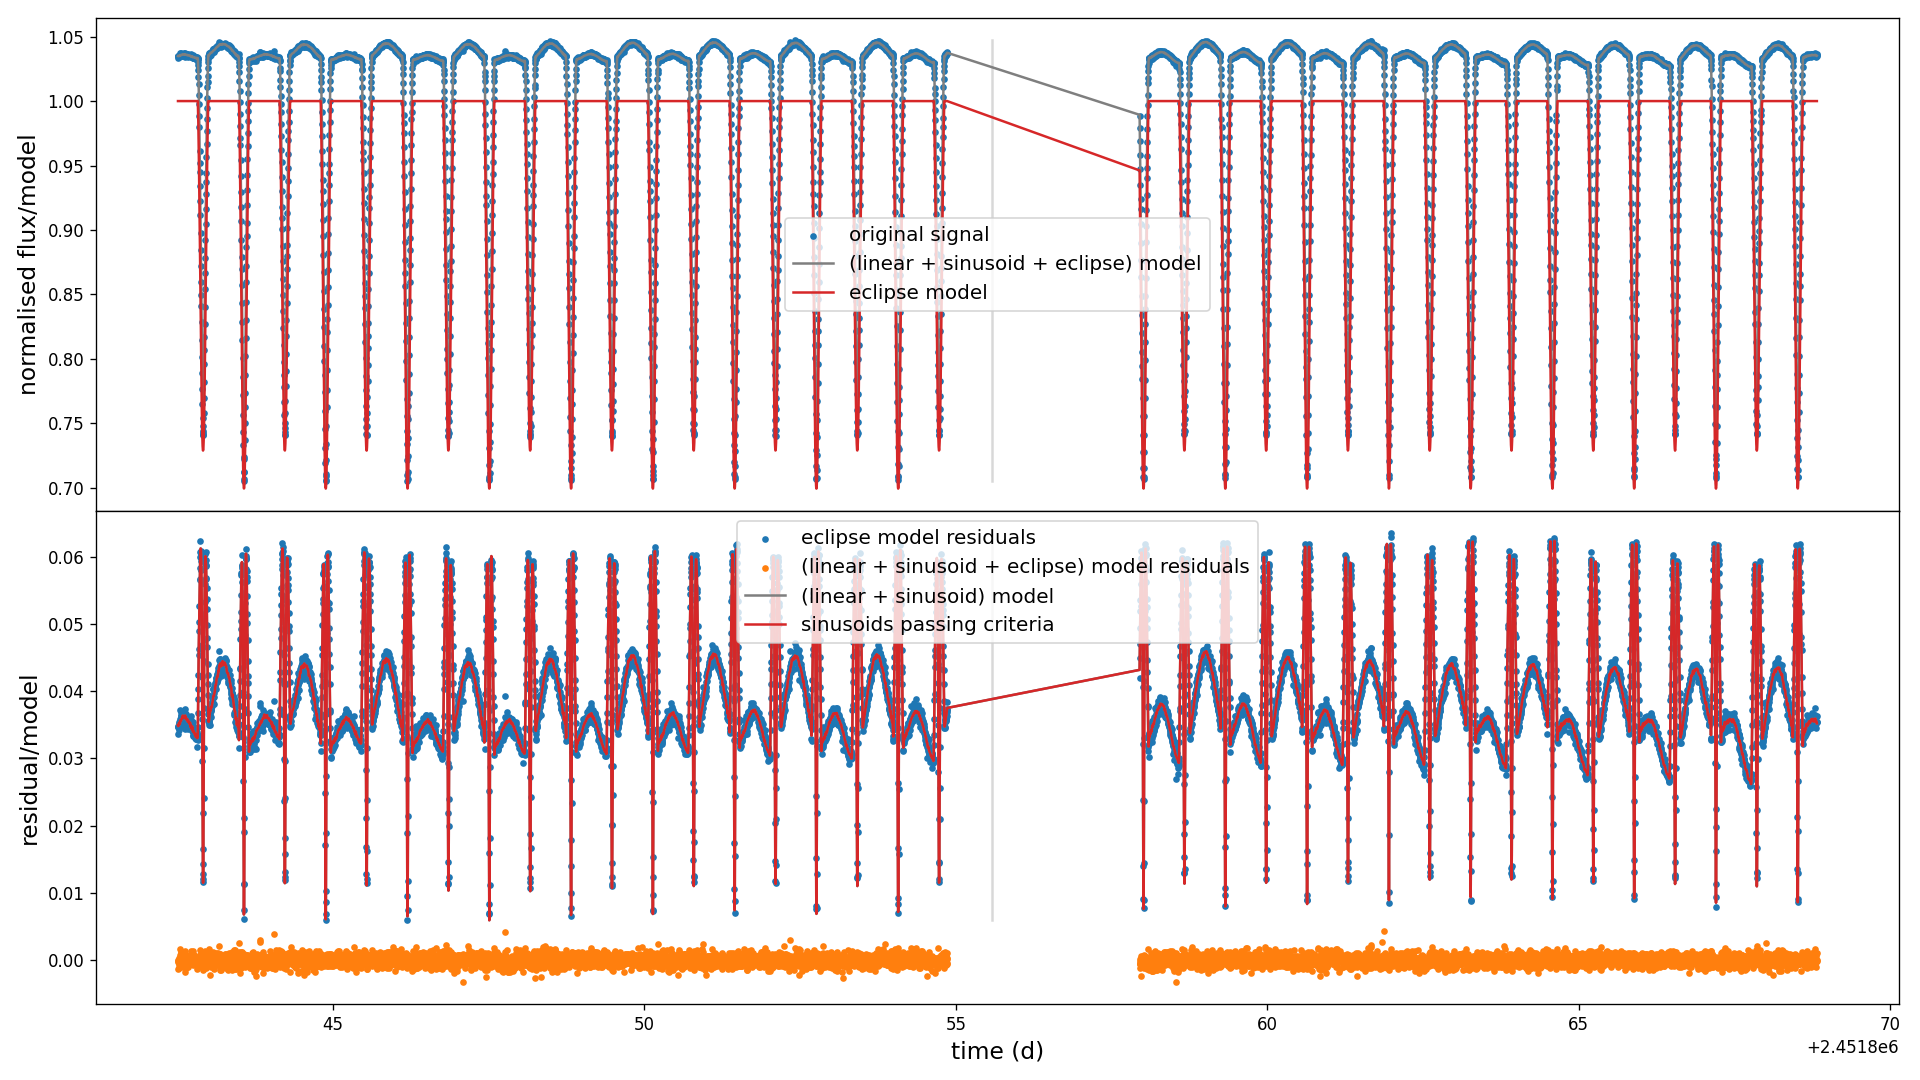 1.05
1.00
0.95
0.90
0.85
0.80
0.75
0.70
normalised flux/model
original signal
(linear + sinusoid + eclipse) model
eclipse model
0.06
0.05
0.04
0.03
0.02
0.01
0.00
residual/model
eclipse model residuals
(linear + sinusoid + eclipse) model residuals
(linear + sinusoid) model
sinusoids passing criteria
45
50
55
60
65
70
time (d)
+2.4518e6